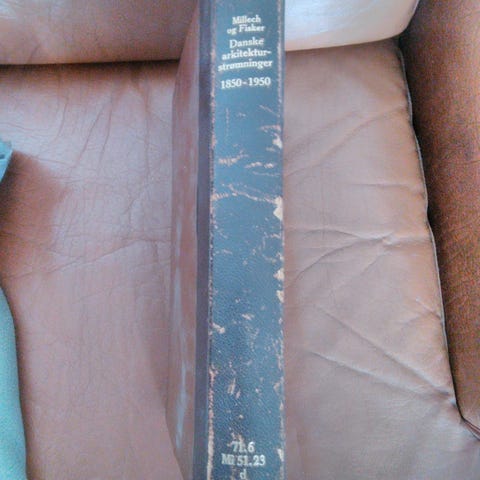 Millech
og Fisker
Danske
arkitektur-
strømninger
1850-1950
71.6
Mi 51.23
d